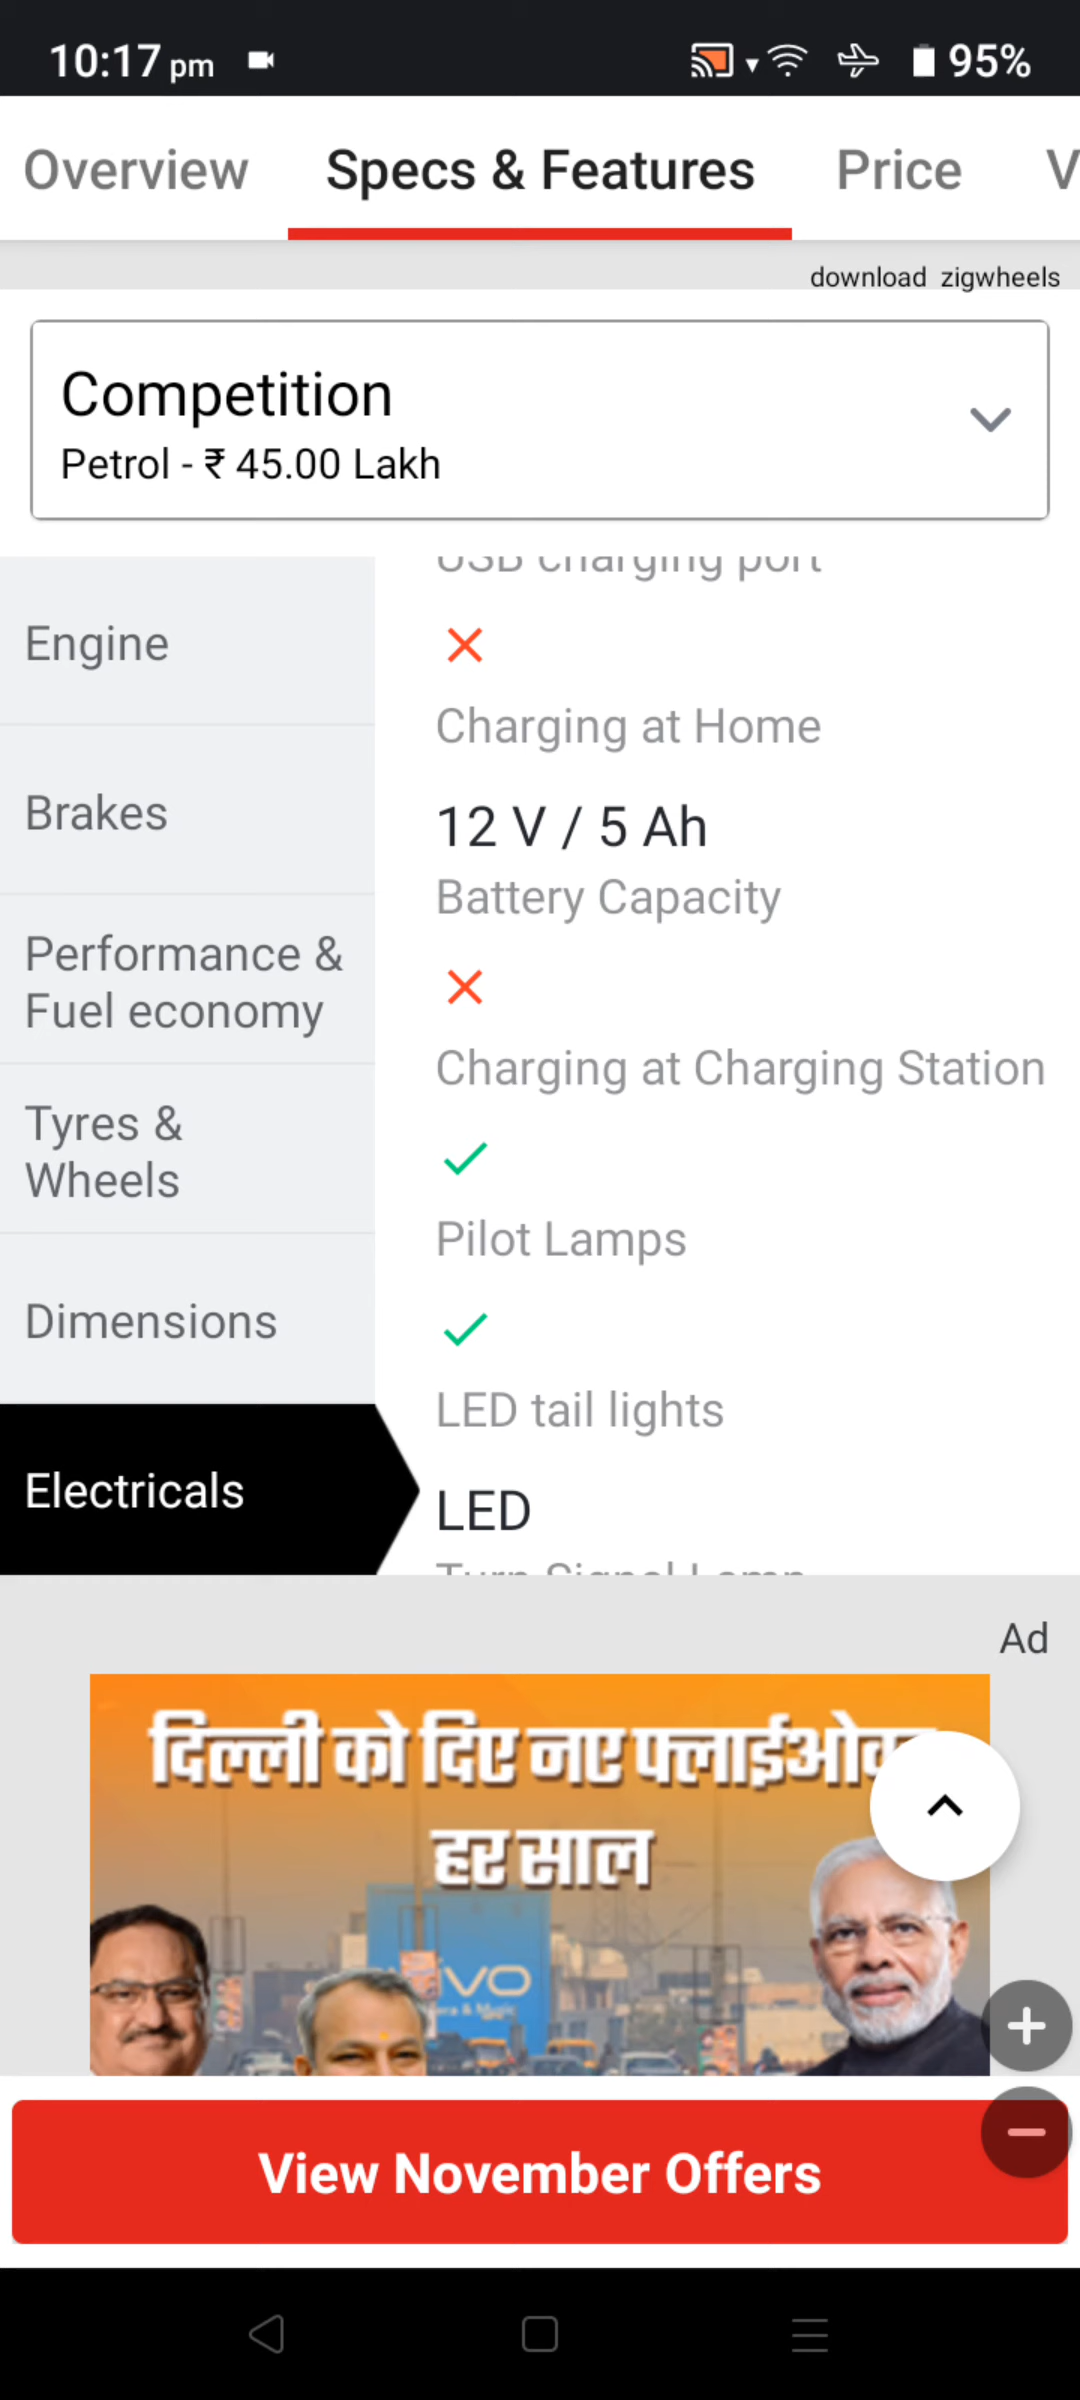 10:17 pm 95%
Overview Specs & Features Price V
download zigwheels
Competition
Petrol - ₹ 45.00 Lakh
USB charging port
Engine
Charging at Home
Brakes
12 V / 5 Ah
Battery Capacity
Performance &
Fuel economy
Charging at Charging Station
Tyres &
Wheels
Pilot Lamps
Dimensions
LED tail lights
Electricals
LED
Turn Signal Lamp
Ad
दिल्ली को दिए नए
हर साल
VIVO
View November Offers